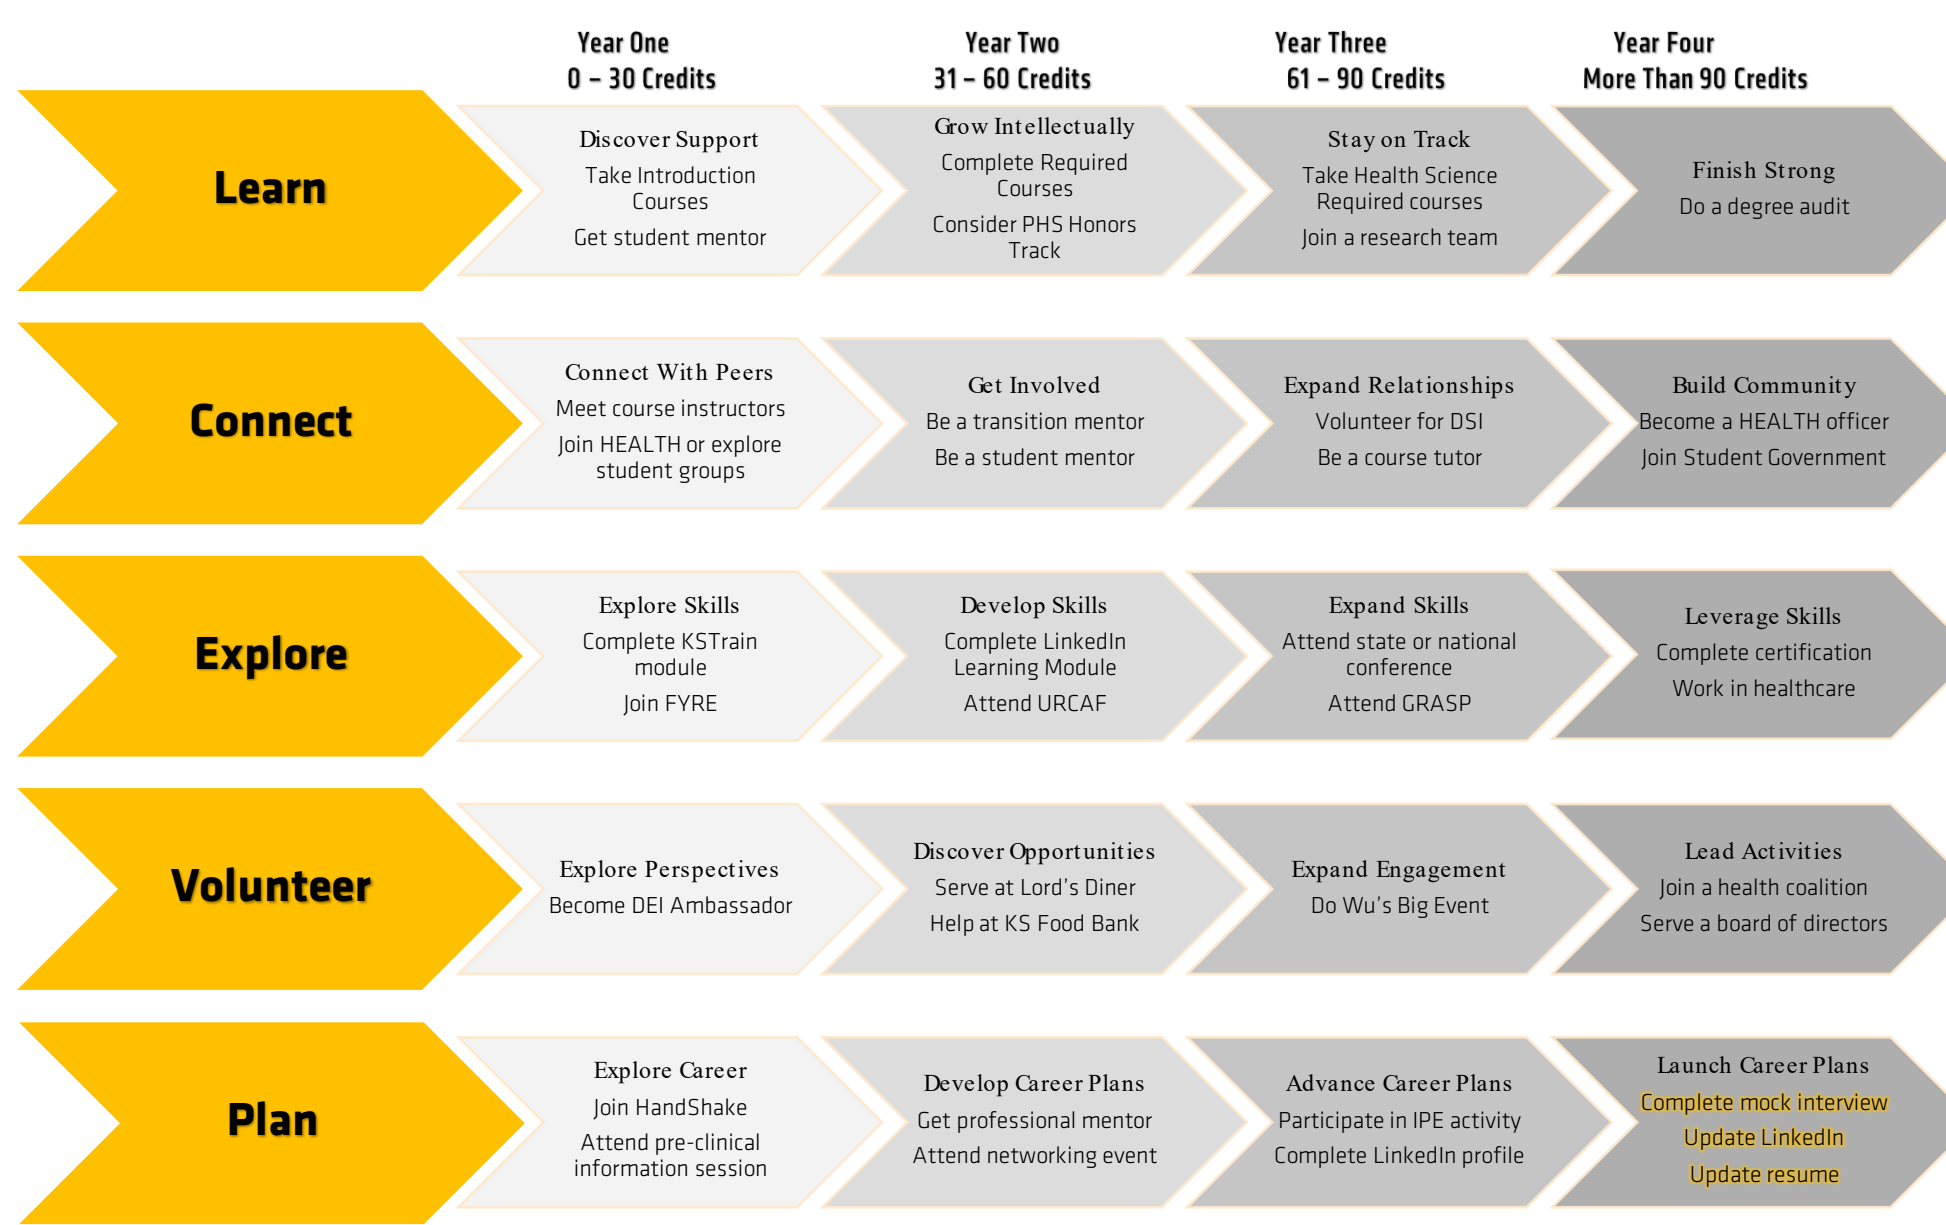 Year One
0 – 30 Credits
Year Two
31 – 60 Credits
Year Three
61 – 90 Credits
Year Four
More Than 90 Credits
Learn
Discover Support
Take Introduction
Courses
Get student mentor
Grow Intellectually
Complete Required
Courses
Consider PHS Honors
Track
Stay on Track
Take Health Science
Required courses
Join a research team
Finish Strong
Do a degree audit
Connect
Connect With Peers
Meet course instructors
Join HEALTH or explore
student groups
Get Involved
Be a transition mentor
Be a student mentor
Expand Relationships
Volunteer for DSI
Be a course tutor
Build Community
Become a HEALTH officer
Join Student Government
Explore
Explore Skills
Complete KSTrain
module
Join FYRE
Develop Skills
Complete LinkedIn
Learning Module
Attend URCAF
Expand Skills
Attend state or national
conference
Attend GRASP
Leverage Skills
Complete certification
Work in healthcare
Volunteer
Explore Perspectives
Become DEI Ambassador
Discover Opportunities
Serve at Lord's Diner
Help at KS Food Bank
Expand Engagement
Do Wu's Big Event
Lead Activities
Join a health coalition
Serve a board of directors
Plan
Explore Career
Join HandShake
Attend pre-clinical
information session
Develop Career Plans
Get professional mentor
Attend networking event
Advance Career Plans
Participate in IPE activity
Complete LinkedIn profile
Launch Career Plans
Complete mock interview
Update LinkedIn
Update resume